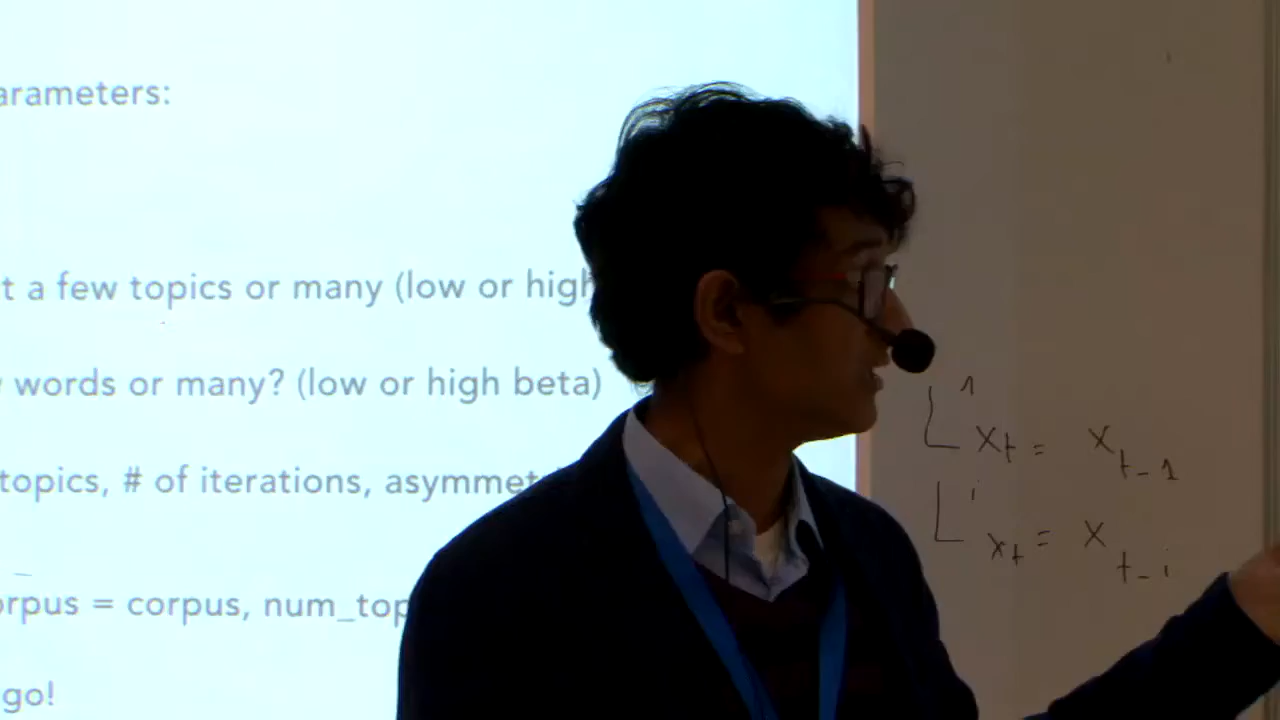 arameters:
t a few topics or many (low or high
words or many? (low or high beta)
topics, # of iterations, asymmet
orpus = corpus, num_top
go!
L¹ xₜ = xₜ₋₁
Lⁱ xₜ = xₜ₋ᵢ